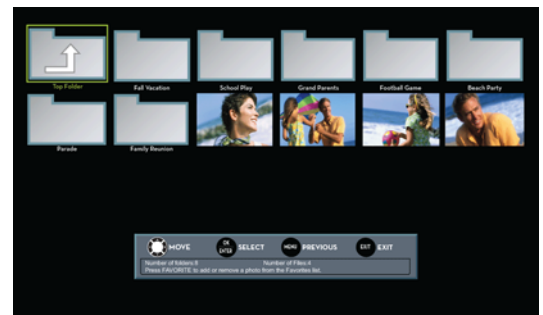 Top Folder
Fall Vacation
School Play
Grand Parents
Football Game
Beach Party
Parade
Family Reunion
MOVE
OK ENTER SELECT
MENU PREVIOUS
EXIT EXIT
Number of folders:8 Number of Files:4
Press FAVORITE to add or remove a photo from the Favorites list.